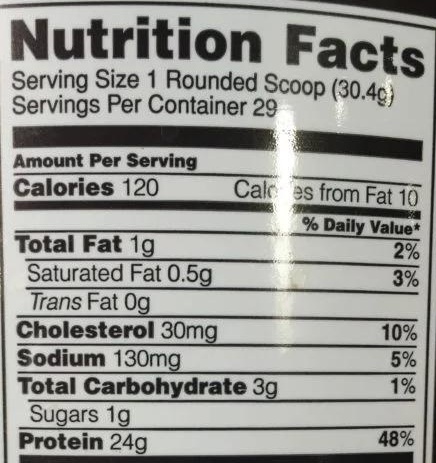 Nutrition Facts
Serving Size 1 Rounded Scoop (30.4g)
Servings Per Container 29
Amount Per Serving
Calories 120 Calories from Fat 10
% Daily Value*
Total Fat 1g 2%
Saturated Fat 0.5g 3%
Trans Fat 0g
Cholesterol 30mg 10%
Sodium 130mg 5%
Total Carbohydrate 3g 1%
Sugars 1g
Protein 24g 48%